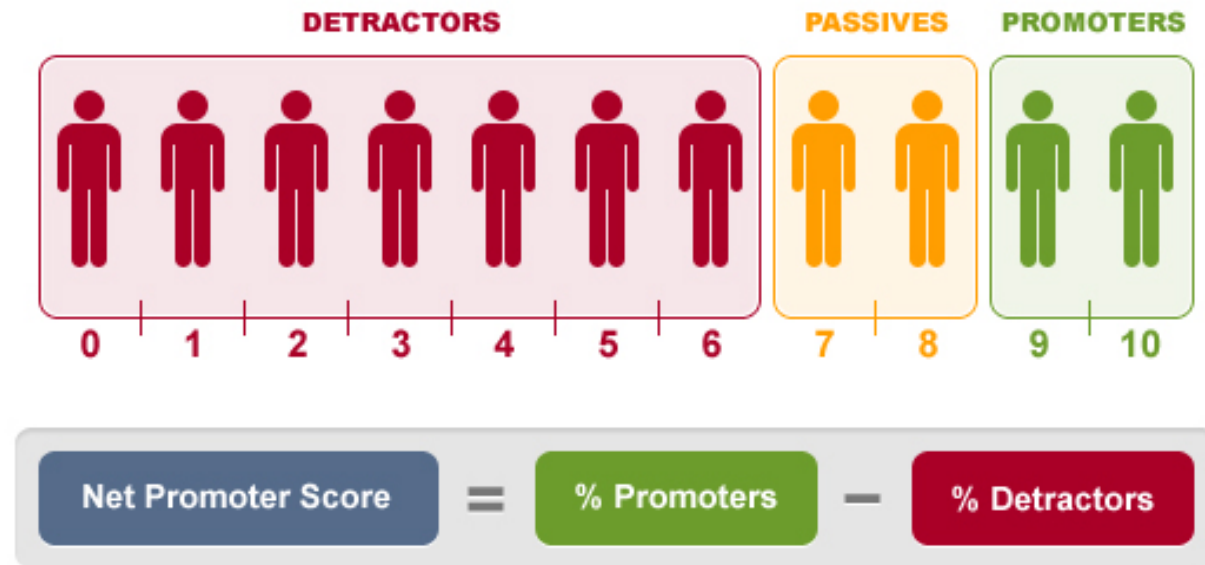 DETRACTORS PASSIVES PROMOTERS
0 1 2 3 4 5 6 7 8 9 10
Net Promoter Score = % Promoters − % Detractors